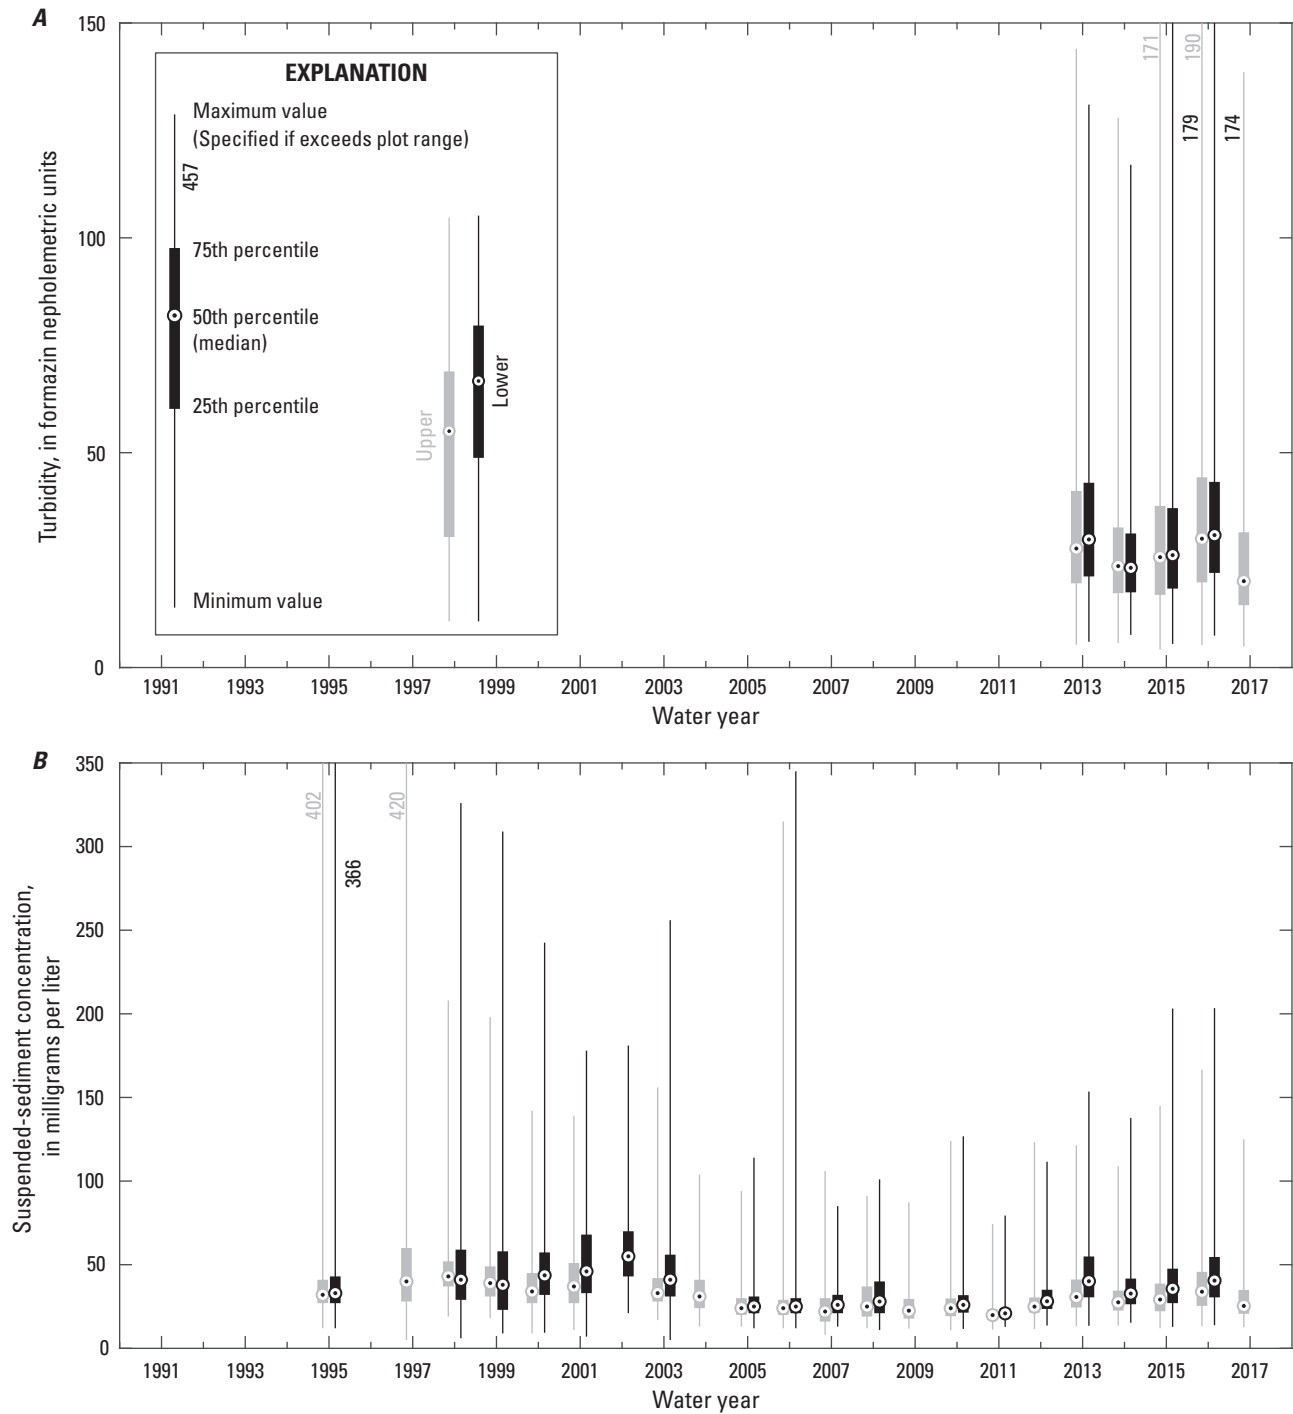 A
150
100
50
0
Turbidity, in formazin nepholemetric units
EXPLANATION
Maximum value
(Specified if exceeds plot range)
457
75th percentile
50th percentile
(median)
25th percentile
Minimum value
Upper
Lower
171
190
179
174
1991 1993 1995 1997 1999 2001 2003 2005 2007 2009 2011 2013 2015 2017
Water year
B
350
300
250
200
150
100
50
0
Suspended-sediment concentration,
in milligrams per liter
402
366
420
1991 1993 1995 1997 1999 2001 2003 2005 2007 2009 2011 2013 2015 2017
Water year